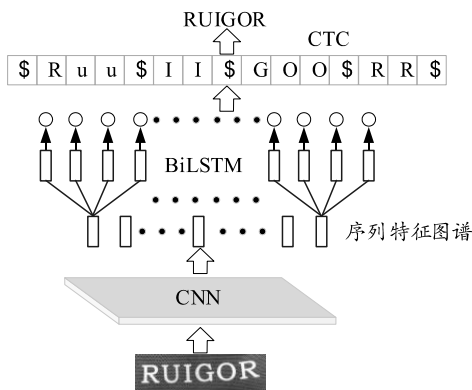 RUIGOR
CTC
$ R u u $ I I $ G O O $ R R $
BiLSTM
序列特征图谱
CNN
RUIGOR